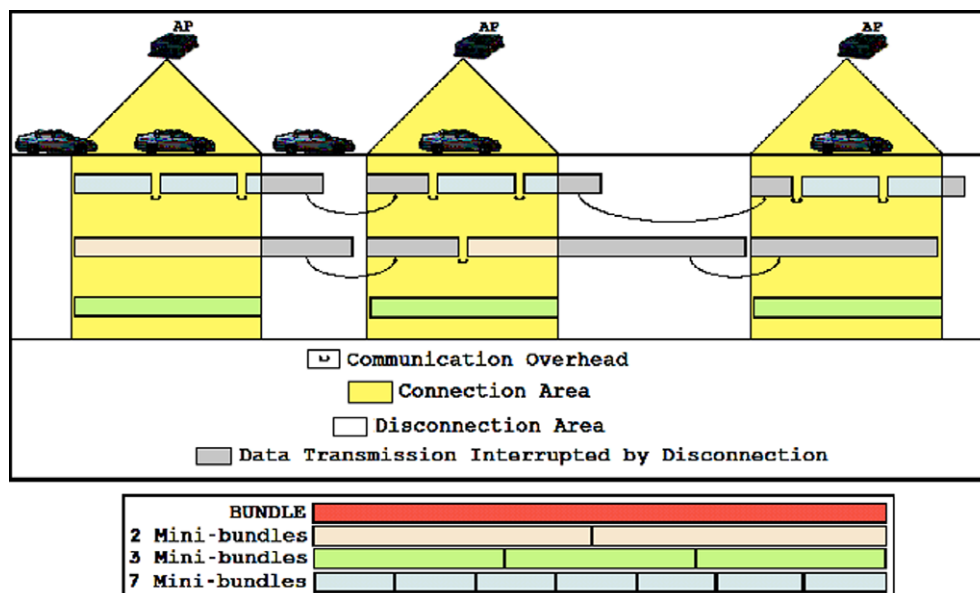 AP
AP
AP
Communication Overhead
Connection Area
Disconnection Area
Data Transmission Interrupted by Disconnection
BUNDLE
2 Mini-bundles
3 Mini-bundles
7 Mini-bundles